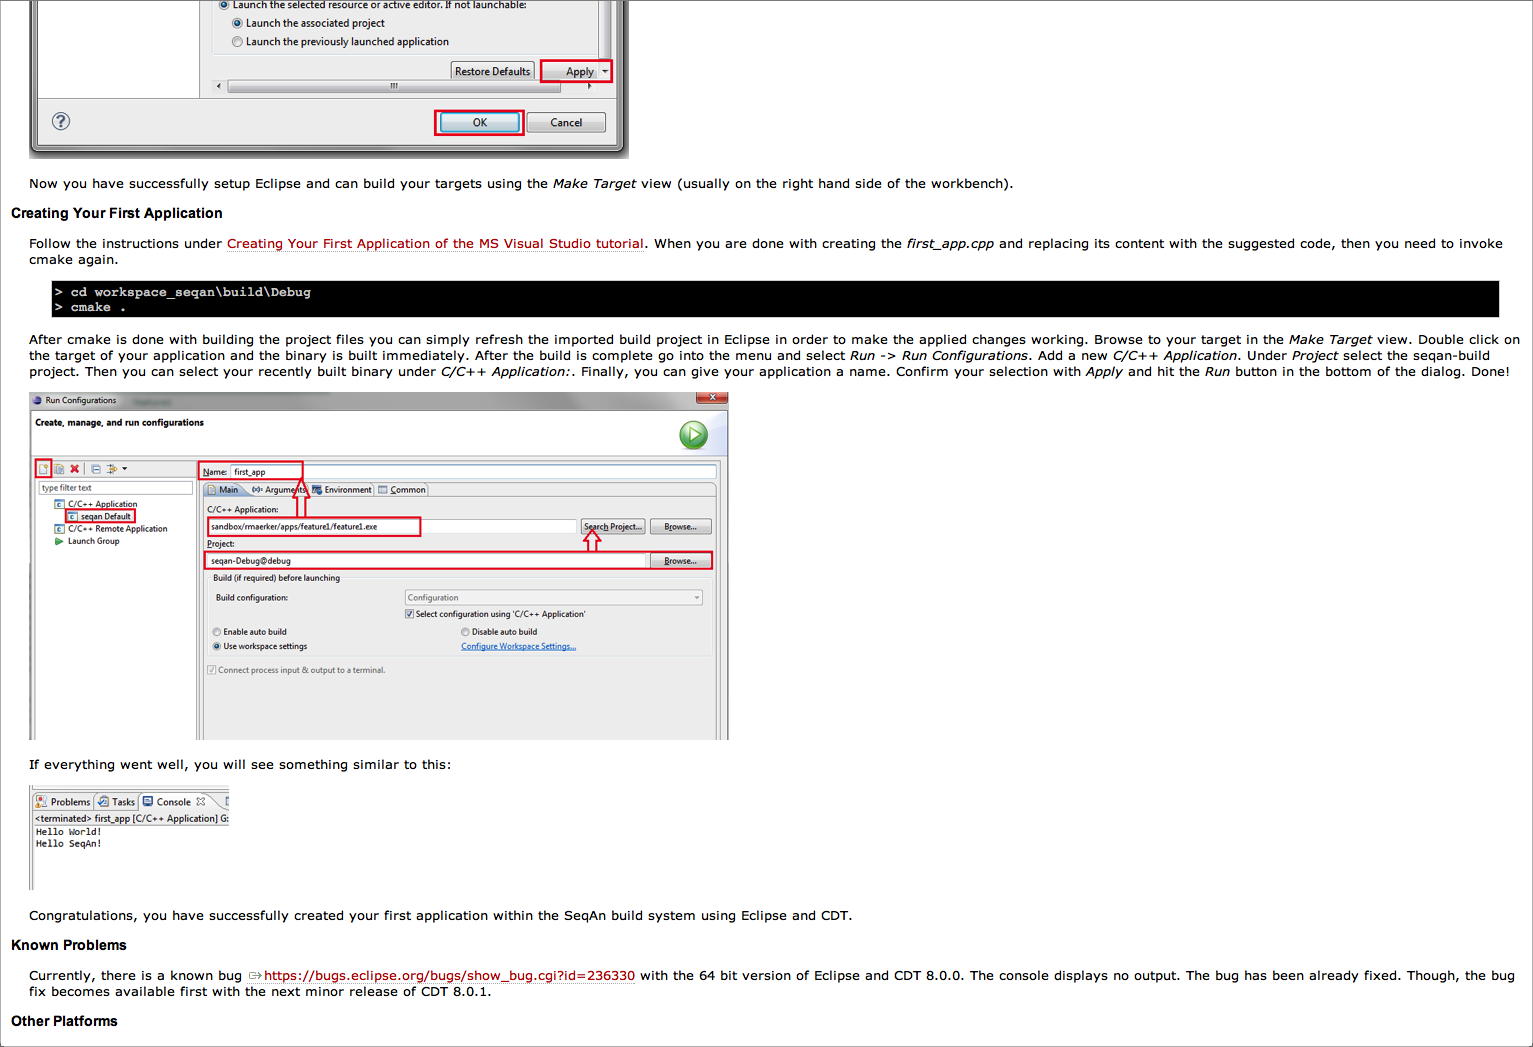 Launch the selected resource or active editor. If not launchable:
Launch the associated project
Launch the previously launched application
Restore Defaults
Apply
?
OK
Cancel
Now you have successfully setup Eclipse and can build your targets using the Make Target view (usually on the right hand side of the workbench).
Creating Your First Application
Follow the instructions under Creating Your First Application of the MS Visual Studio tutorial. When you are done with creating the first_app.cpp and replacing its content with the suggested code, then you need to invoke
cmake again.
> cd workspace_seqan\build\Debug
> cmake .
After cmake is done with building the project files you can simply refresh the imported build project in Eclipse in order to make the applied changes working. Browse to your target in the Make Target view. Double click on
the target of your application and the binary is built immediately. After the build is complete go into the menu and select Run -> Run Configurations. Add a new C/C++ Application. Under Project select the seqan-build
project. Then you can select your recently built binary under C/C++ Application:. Finally, you can give your application a name. Confirm your selection with Apply and hit the Run button in the bottom of the dialog. Done!
Run Configurations
Create, manage, and run configurations
type filter text
C/C++ Application
seqan Default
C/C++ Remote Application
Launch Group
Name: first_app
Main
Arguments
Environment
Common
C/C++ Application:
sandbox/rmaerker/apps/feature1/feature1.exe
Search Project...
Browse...
Project:
seqan-Debug@debug
Browse...
Build (if required) before launching
Build configuration:
Configuration
Select configuration using 'C/C++ Application'
Enable auto build
Disable auto build
Use workspace settings
Configure Workspace Settings...
Connect process input & output to a terminal.
If everything went well, you will see something similar to this:
Problems
Tasks
Console
<terminated> first_app [C/C++ Application] G:
Hello World!
Hello SeqAn!
Congratulations, you have successfully created your first application within the SeqAn build system using Eclipse and CDT.
Known Problems
Currently, there is a known bug https://bugs.eclipse.org/bugs/show_bug.cgi?id=236330 with the 64 bit version of Eclipse and CDT 8.0.0. The console displays no output. The bug has been already fixed. Though, the bug
fix becomes available first with the next minor release of CDT 8.0.1.
Other Platforms